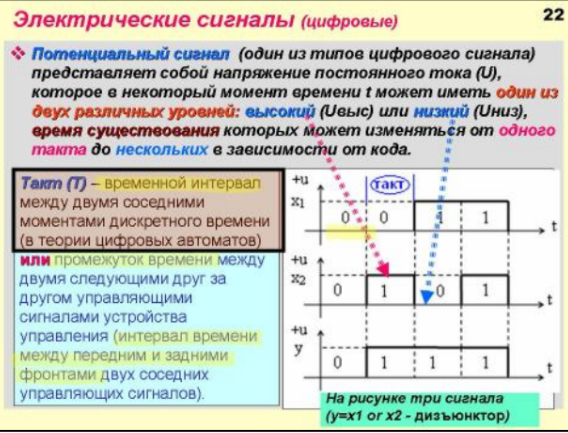 Электрические сигналы (цифровые)
22
Потенциальный сигнал (один из типов цифрового сигнала)
представляет собой напряжение постоянного тока (U),
которое в некоторый момент времени t может иметь один из
двух различных уровней: высокий (Uвыс) или низкий (Uниз),
время существования которых может изменяться от одного
такта до нескольких в зависимости от кода.
Такт (T) – временной интервал
между двумя соседними
моментами дискретного времени
(в теории цифровых автоматов)
или промежуток времени между
двумя следующими друг за
другом управляющими
сигналами устройства
управления (интервал времени
между передним и задними
фронтами двух соседних
управляющих сигналов).
+u
такт
x1
0 0 1 1
t
+u
x2
0 1 0 1
t
+u
y
0 1 1 1
t
На рисунке три сигнала
(y=x1 or x2 - дизъюнктор)